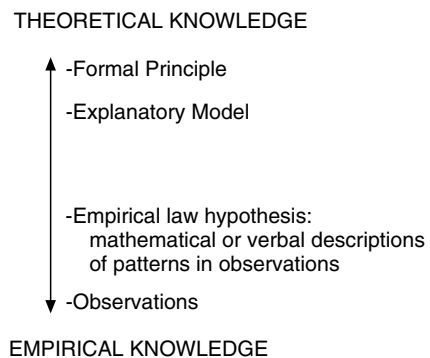 THEORETICAL KNOWLEDGE
-Formal Principle
-Explanatory Model
-Empirical law hypothesis:
mathematical or verbal descriptions
of patterns in observations
-Observations
EMPIRICAL KNOWLEDGE